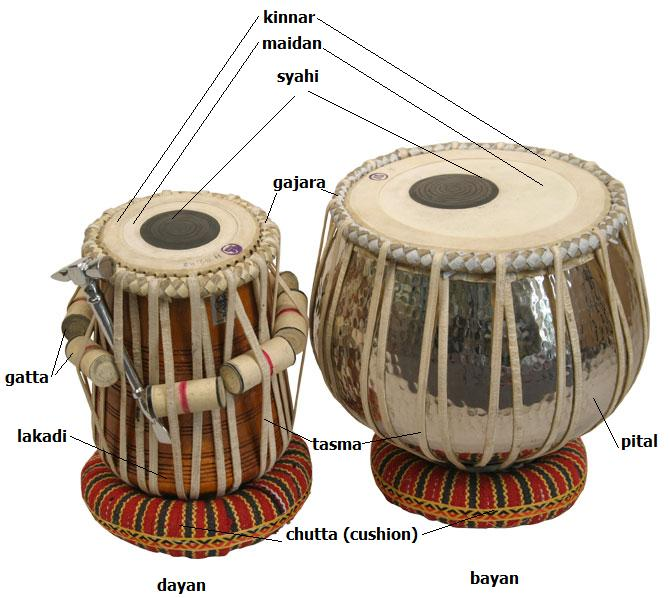 kinnar
maidan
syahi
gajara
gatta
lakadi
tasma
pital
chutta (cushion)
dayan
bayan